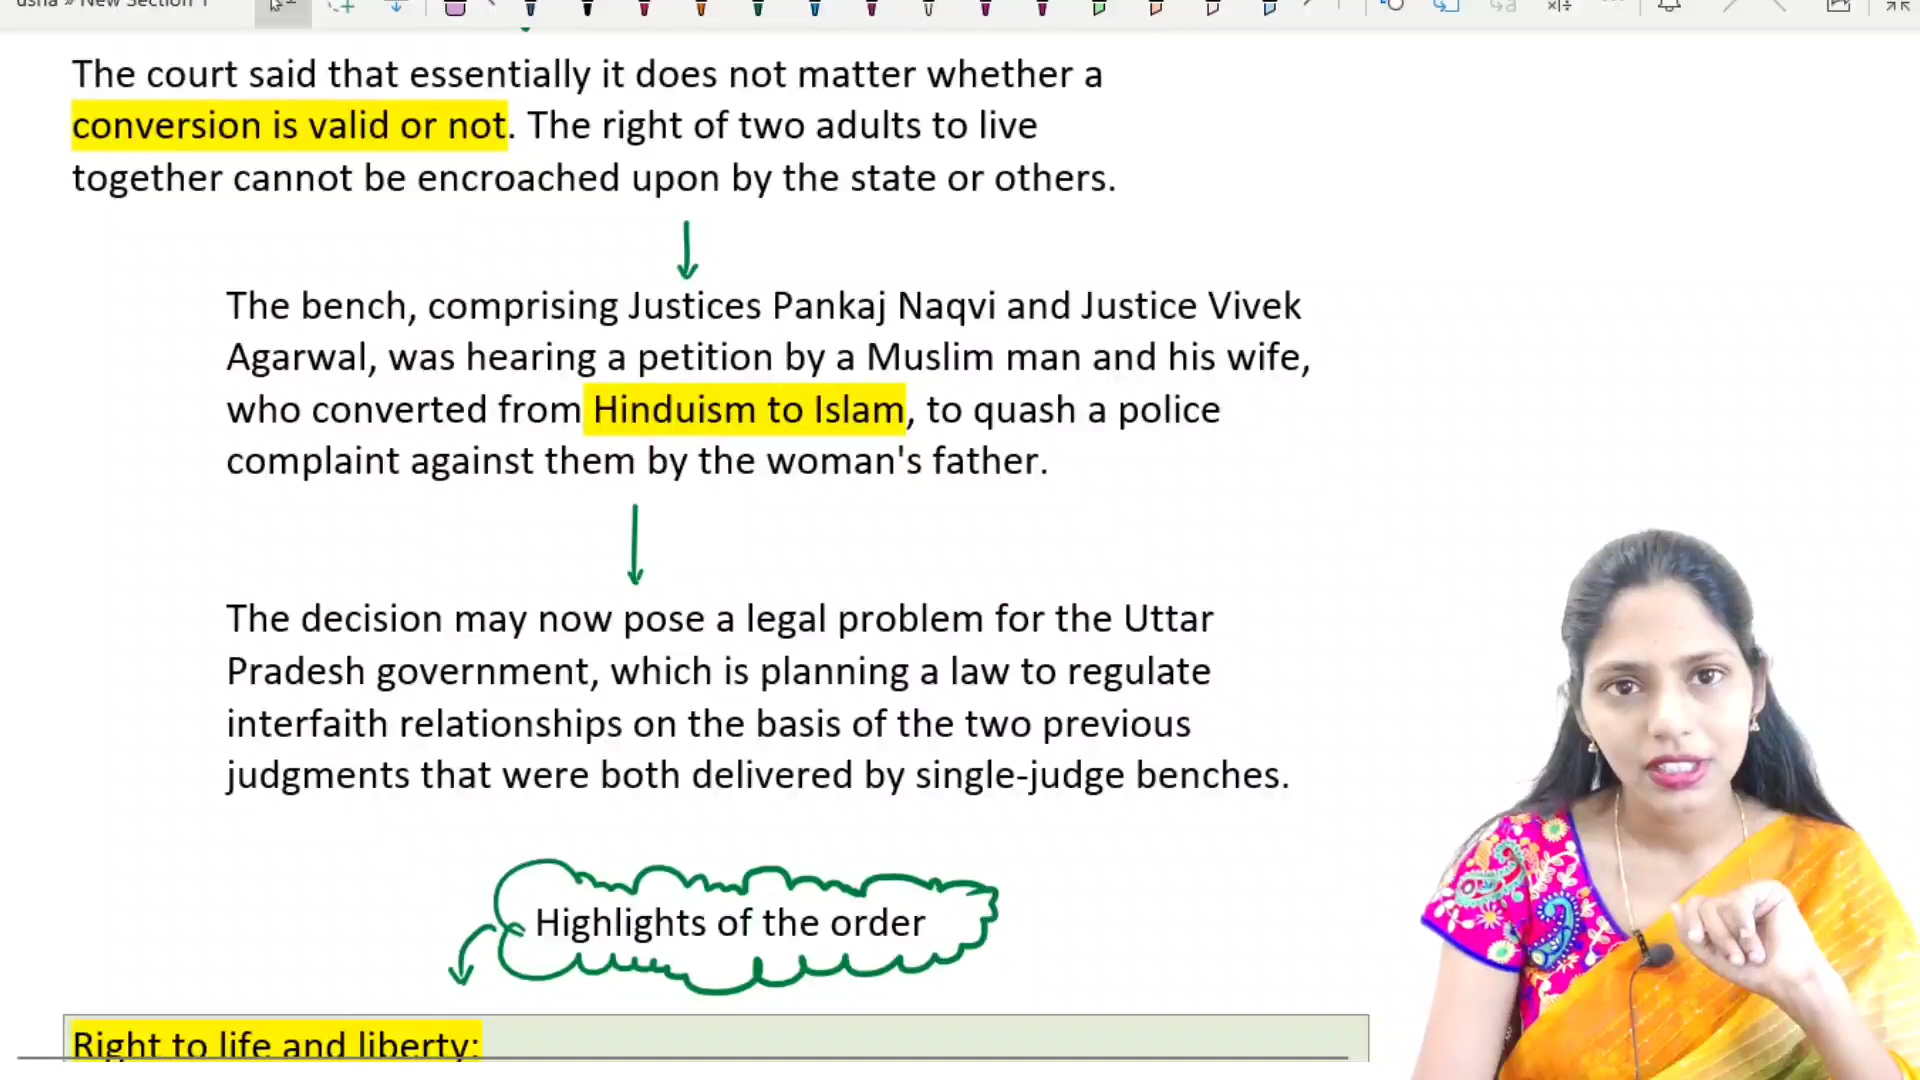 » New Section 1
The court said that essentially it does not matter whether a
conversion is valid or not. The right of two adults to live
together cannot be encroached upon by the state or others.
The bench, comprising Justices Pankaj Naqvi and Justice Vivek
Agarwal, was hearing a petition by a Muslim man and his wife,
who converted from Hinduism to Islam, to quash a police
complaint against them by the woman's father.
The decision may now pose a legal problem for the Uttar
Pradesh government, which is planning a law to regulate
interfaith relationships on the basis of the two previous
judgments that were both delivered by single-judge benches.
Highlights of the order
Right to life and liberty: